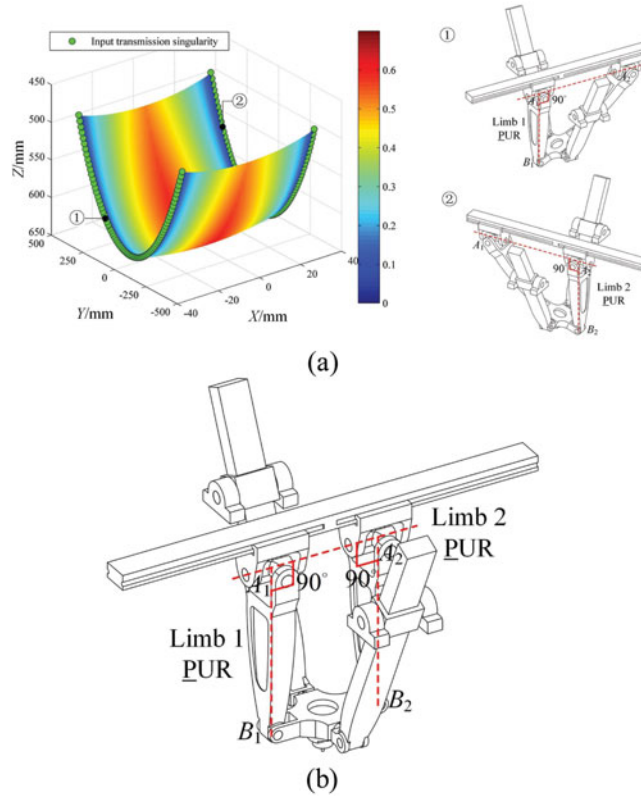 Input transmission singularity
②
①
450
500
550
600
650
Z/mm
500
250
0
-250
-500
Y/mm
-40
-20
0
20
40
X/mm
0.6
0.5
0.4
0.3
0.2
0.1
0
①
90°
Limb 1
PUR
②
A1
90°
Limb 2
PUR
B2
(a)
Limb 2
PUR
A1
90°
90°
A2
Limb 1
PUR
B1
B2
(b)